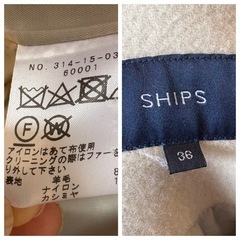 NO. 314-15-03
60001
F W
アイロンはあて布使用
クリーニングの際はファーを
り外して下さい
表地 羊毛 8
ナイロン 1
カシミヤ
SHIPS
36